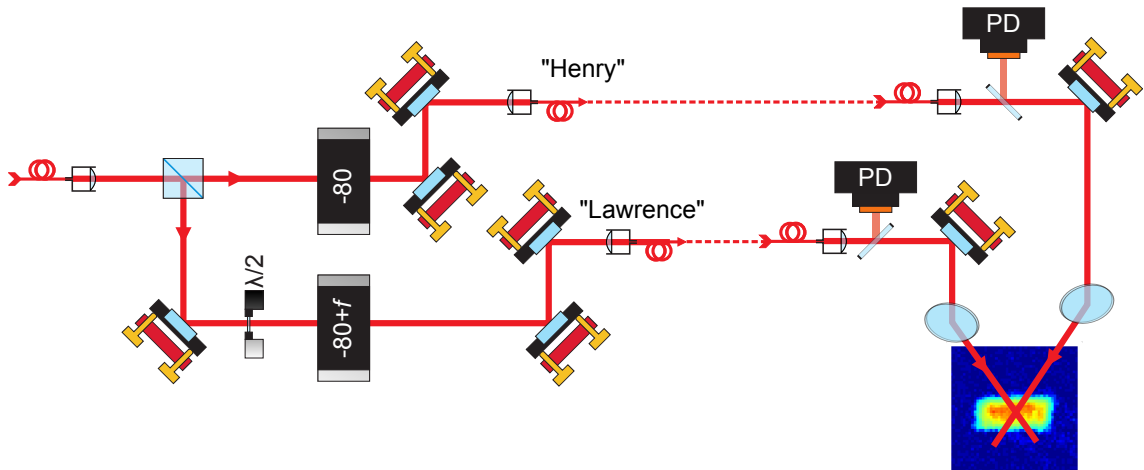 PD
"Henry"
-80
PD
"Lawrence"
λ/2
-80+f